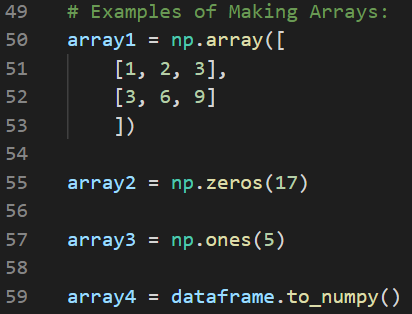 49 # Examples of Making Arrays:
50 array1 = np.array([
51     [1, 2, 3],
52     [3, 6, 9]
53     ])
54
55 array2 = np.zeros(17)
56
57 array3 = np.ones(5)
58
59 array4 = dataframe.to_numpy()